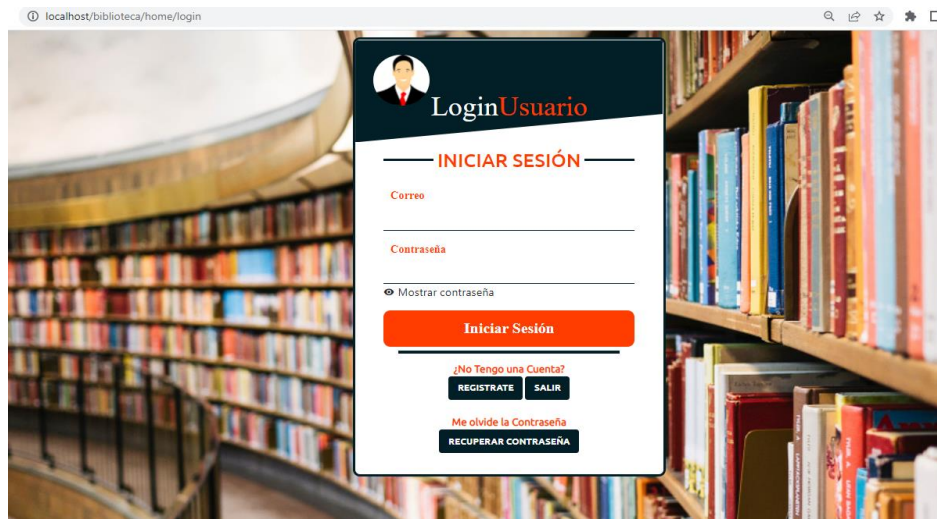 localhost/biblioteca/home/login
LoginUsuario
INICIAR SESIÓN
Correo
Contraseña
Mostrar contraseña
Iniciar Sesión
¿No Tengo una Cuenta?
REGISTRATE SALIR
Me olvide la Contraseña
RECUPERAR CONTRASEÑA